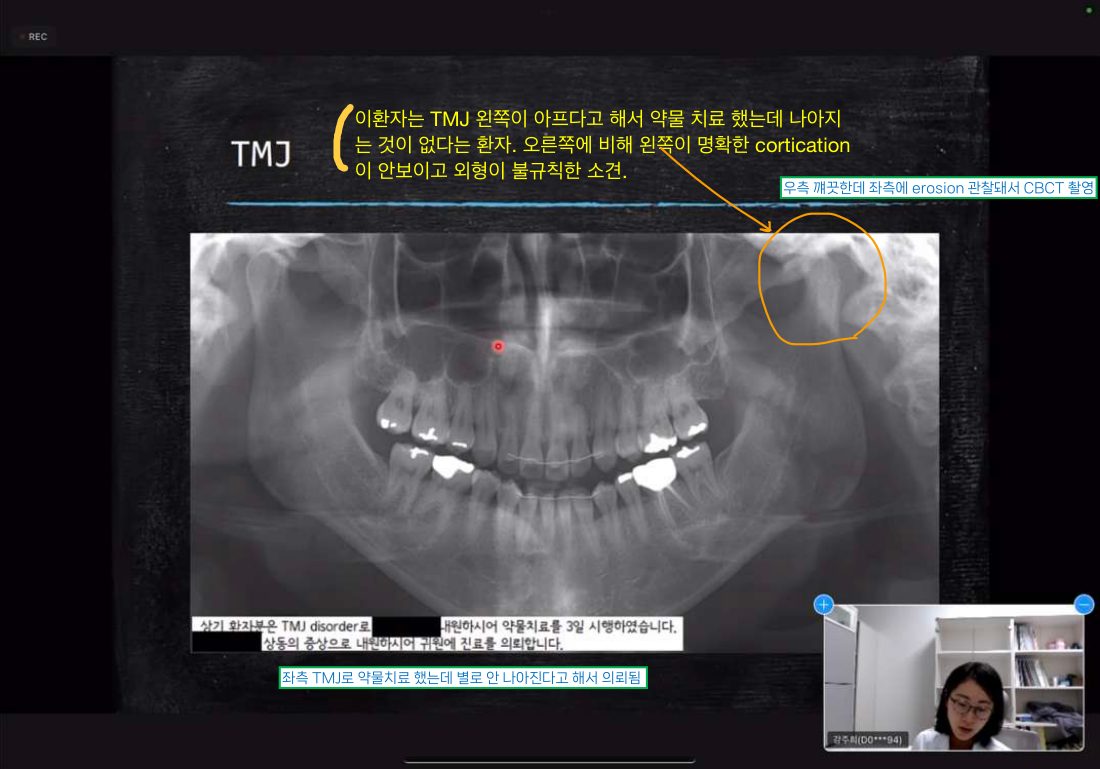 REC
TMJ
이환자는 TMJ 왼쪽이 아프다고 해서 약물 치료 했는데 나아지
는 것이 없다는 환자. 오른쪽에 비해 왼쪽이 명확한 cortication
이 안보이고 외형이 불규칙한 소견.
우측 깨끗한데 좌측에 erosion 관찰돼서 CBCT 촬영
상기 환자분은 TMJ disorder로 내원하시어 약물치료를 3일 시행하였습니다.
상동의 증상으로 내원하시어 귀원에 진료를 의뢰합니다.
좌측 TMJ로 약물치료 했는데 별로 안 나아진다고 해서 의뢰됨
강주희(D0***94)